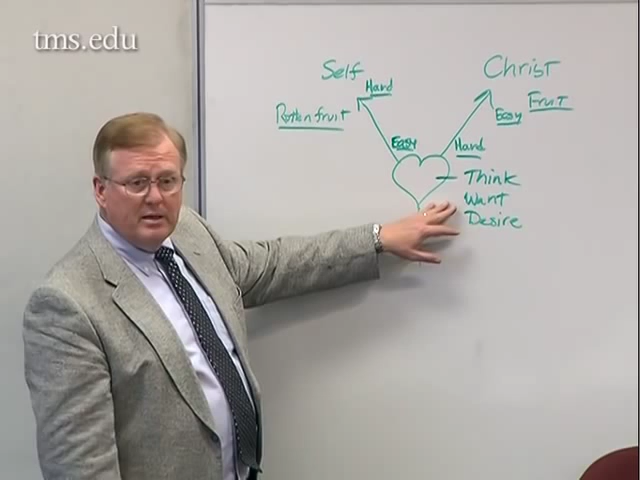 tms.edu
Self
Christ
Hard
Rotten fruit
Easy
Fruit
Easy
Hard
Think
Want
Desire